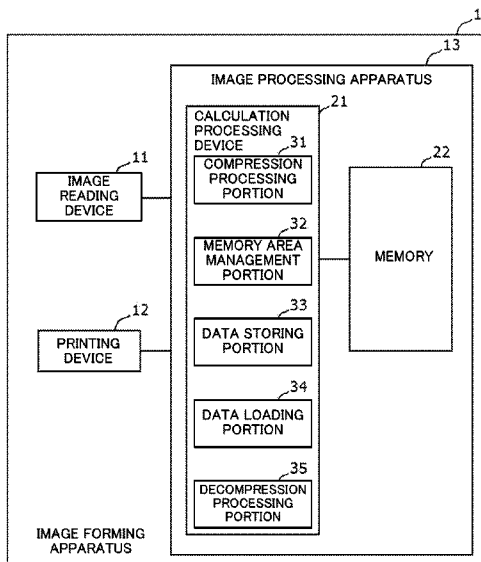 1
13
IMAGE PROCESSING APPARATUS
21
CALCULATION
PROCESSING
DEVICE
31
COMPRESSION
PROCESSING
PORTION
11
IMAGE
READING
DEVICE
22
MEMORY
32
MEMORY AREA
MANAGEMENT
PORTION
12
PRINTING
DEVICE
33
DATA STORING
PORTION
34
DATA LOADING
PORTION
35
DECOMPRESSION
PROCESSING
PORTION
IMAGE FORMING
APPARATUS